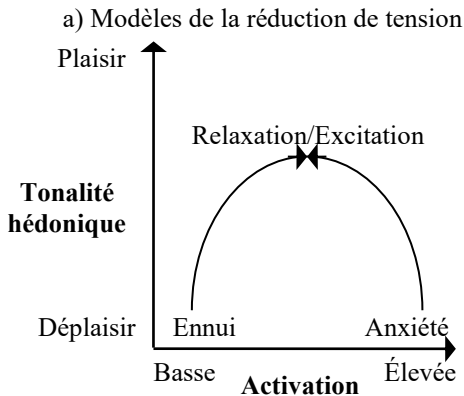 a) Modèles de la réduction de tension
Plaisir
Relaxation/Excitation
Tonalité
hédonique
Déplaisir
Ennui
Anxiété
Basse
Élevée
Activation